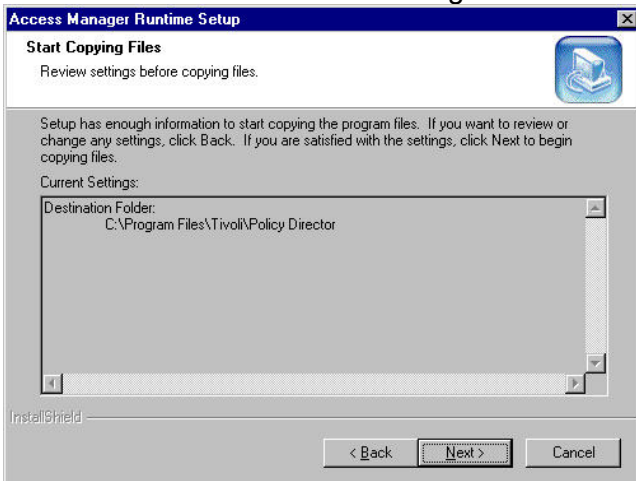 Access Manager Runtime Setup
Start Copying Files
Review settings before copying files.
Setup has enough information to start copying the program files. If you want to review or
change any settings, click Back. If you are satisfied with the settings, click Next to begin
copying files.
Current Settings:
Destination Folder:
C:\Program Files\Tivoli\Policy Director
InstallShield
< Back
Next >
Cancel